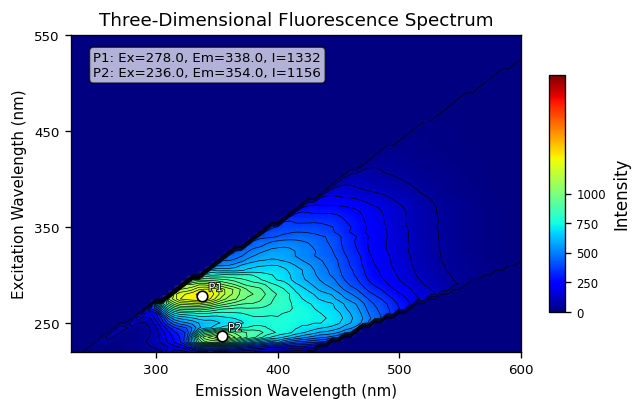 Three-Dimensional Fluorescence Spectrum
P1: Ex=278.0, Em=338.0, I=1332
P2: Ex=236.0, Em=354.0, I=1156
550
450
350
250
Excitation Wavelength (nm)
P1
P2
300
400
500
600
Emission Wavelength (nm)
1000
750
500
250
0
Intensity